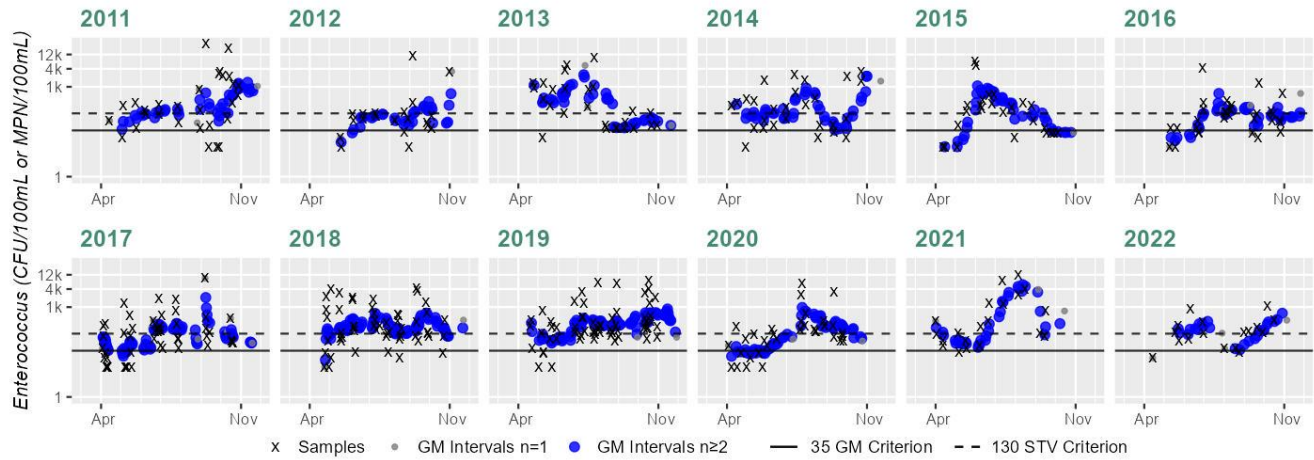 2011 2012 2013 2014 2015 2016
12k
4k
1k
1
Apr Nov Apr Nov Apr Nov Apr Nov Apr Nov Apr Nov
Enterococcus (CFU/100mL or MPN/100mL)
2017 2018 2019 2020 2021 2022
12k
4k
1k
1
Apr Nov Apr Nov Apr Nov Apr Nov Apr Nov Apr Nov
x Samples GM Intervals n=1 GM Intervals n≥2 35 GM Criterion 130 STV Criterion